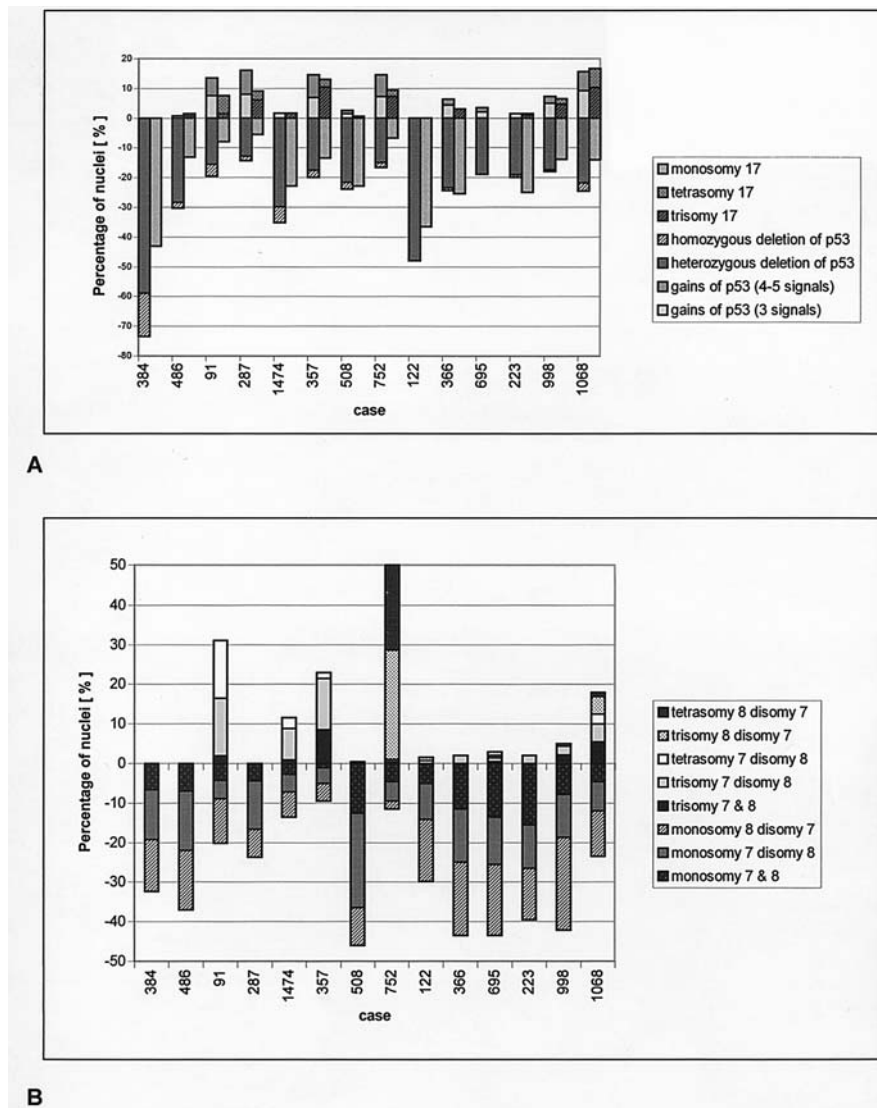 20
10
0
-10
-20
-30
-40
-50
-60
-70
-80
Percentage of nuclei [ % ]
384
486
91
287
1474
357
508
752
122
366
695
223
998
1068
case
monosomy 17
tetrasomy 17
trisomy 17
homozygous deletion of p53
heterozygous deletion of p53
gains of p53 (4-5 signals)
gains of p53 (3 signals)
A
50
40
30
20
10
0
-10
-20
-30
-40
-50
Percentage of nuclei [ % ]
384
486
91
287
1474
357
508
752
122
366
695
223
998
1068
case
tetrasomy 8 disomy 7
trisomy 8 disomy 7
tetrasomy 7 disomy 8
trisomy 7 disomy 8
trisomy 7 & 8
monosomy 8 disomy 7
monosomy 7 disomy 8
monosomy 7 & 8
B